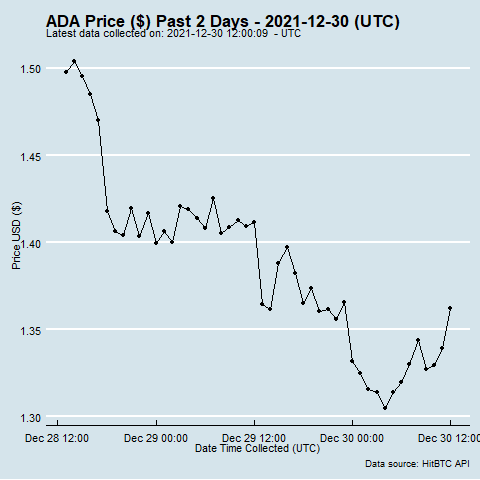 ADA Price ($) Past 2 Days - 2021-12-30 (UTC)
Latest data collected on: 2021-12-30 12:00:09 - UTC
1.50
1.45
1.40
1.35
1.30
Price USD ($)
Dec 28 12:00 Dec 29 00:00 Dec 29 12:00 Dec 30 00:00 Dec 30 12:00
Date Time Collected (UTC)
Data source: HitBTC API